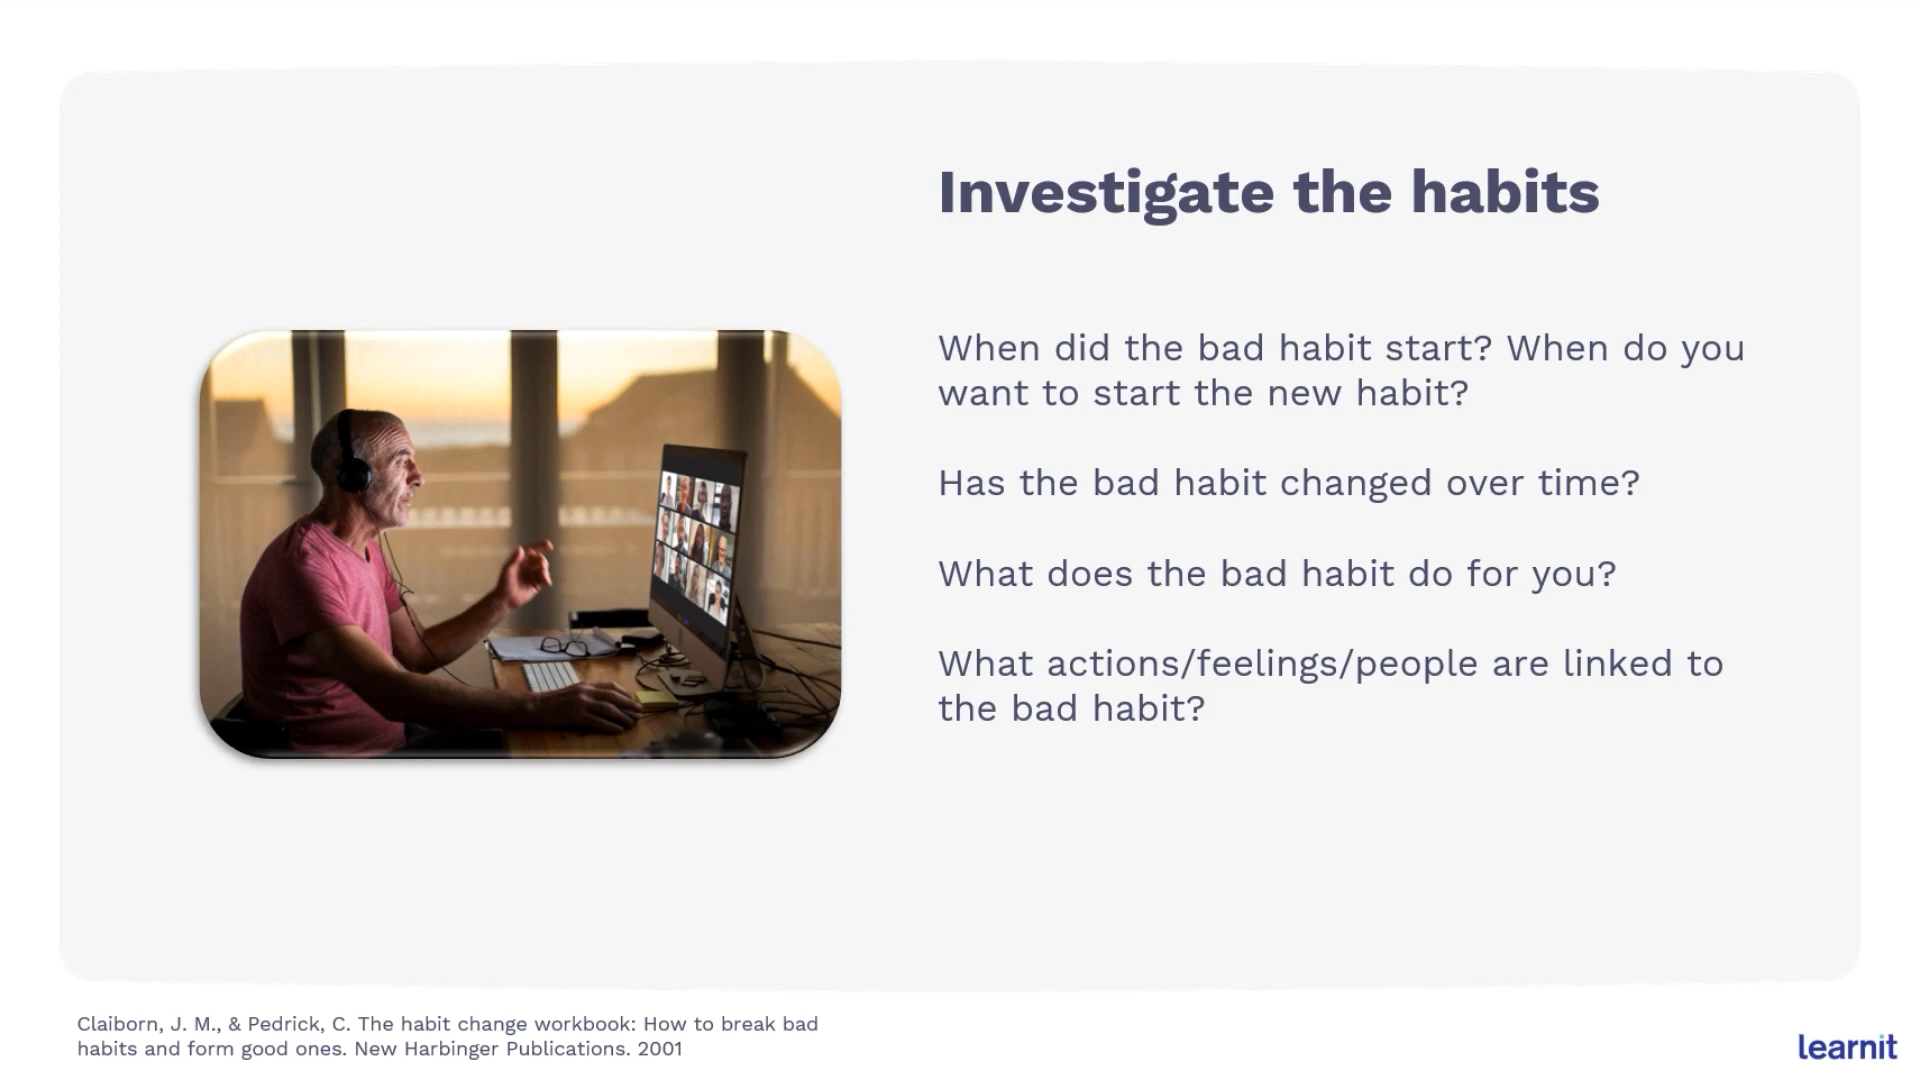 Investigate the habits
When did the bad habit start? When do you
want to start the new habit?
Has the bad habit changed over time?
What does the bad habit do for you?
What actions/feelings/people are linked to
the bad habit?
Claiborn, J. M., & Pedrick, C. The habit change workbook: How to break bad
habits and form good ones. New Harbinger Publications. 2001
learnit